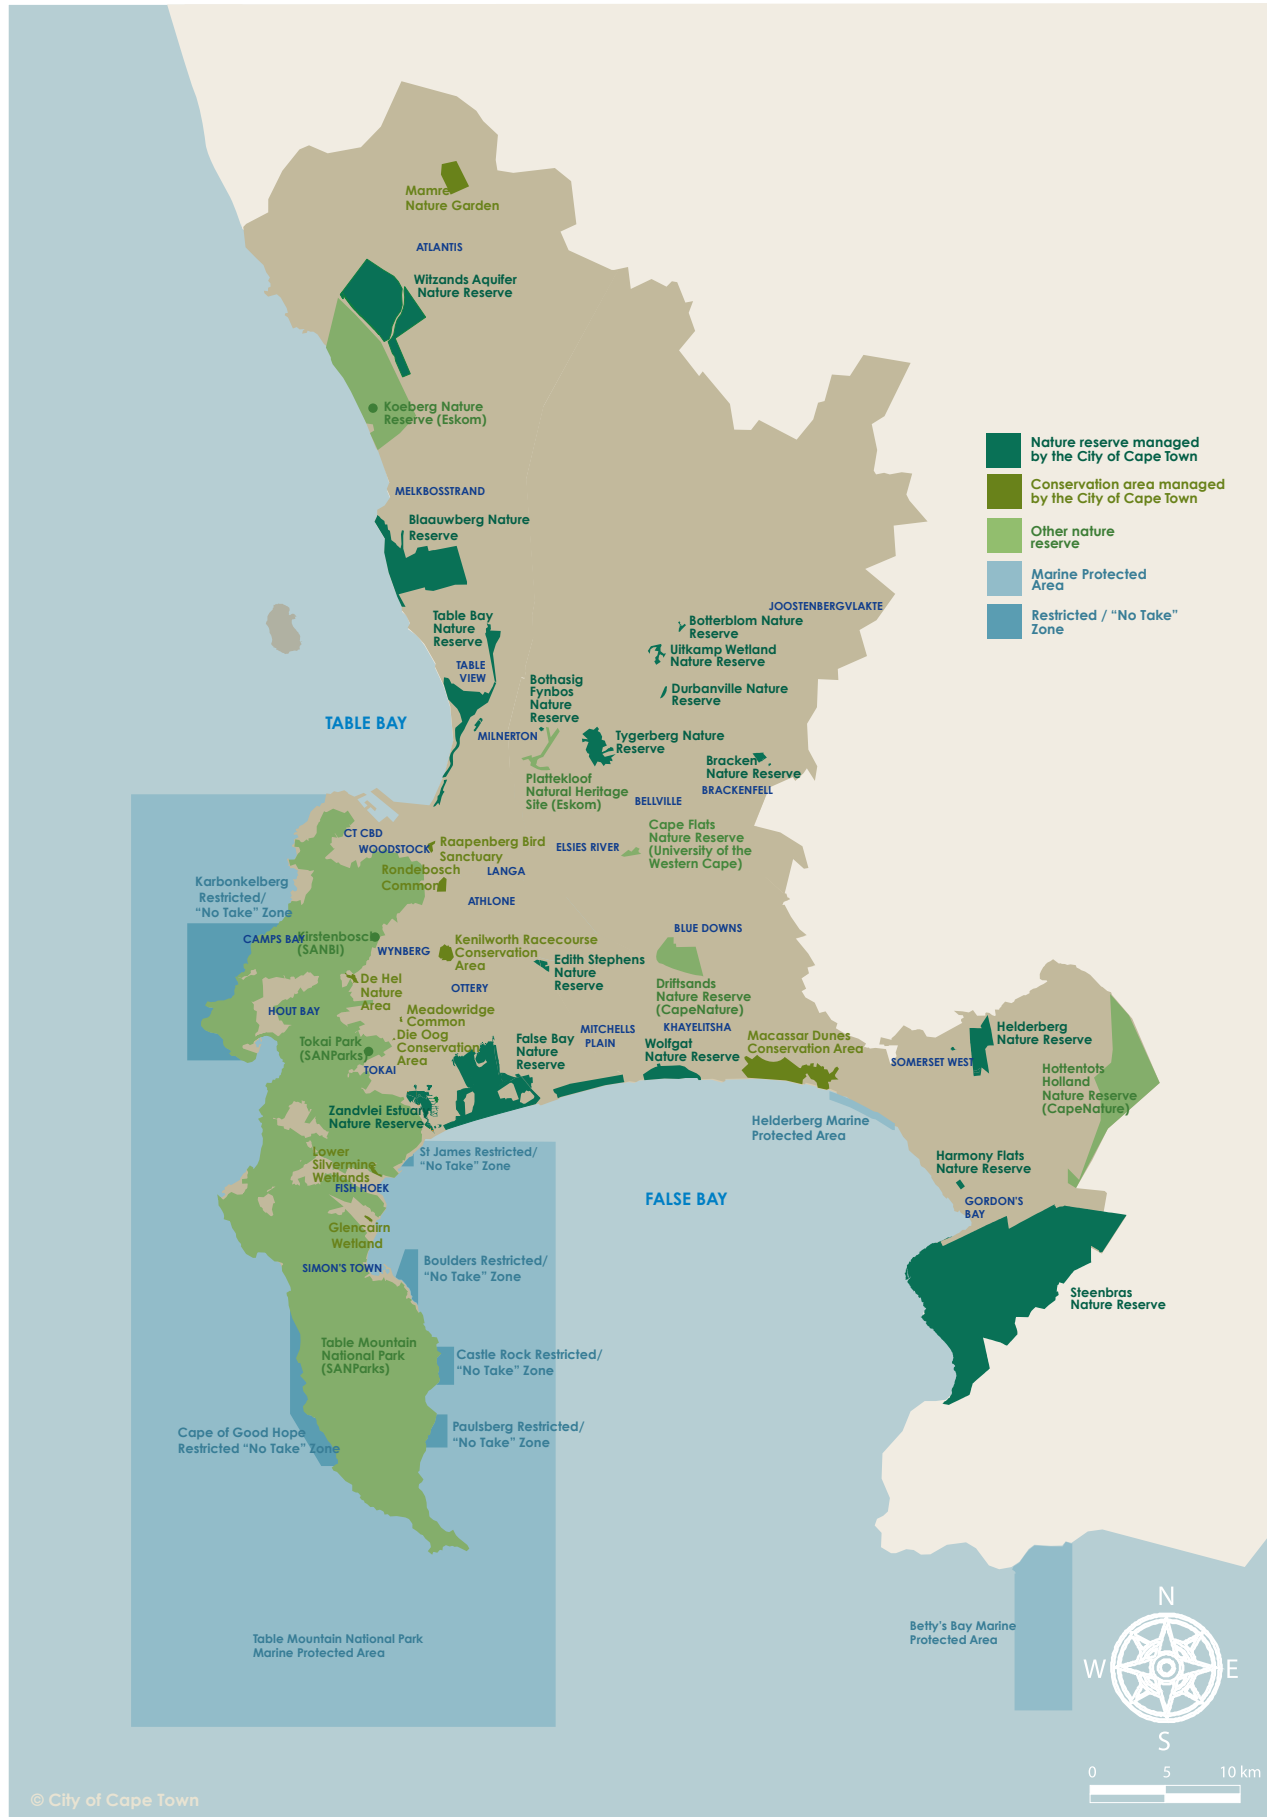 Mamre
Nature Garden
ATLANTIS
Witzands Aquifer
Nature Reserve
Koeberg Nature
Reserve (Eskom)
Nature reserve managed
by the City of Cape Town
Conservation area managed
by the City of Cape Town
Other nature
reserve
Marine Protected
Area
Restricted / “No Take”
Zone
MELKBOSSTRAND
Blaauwberg Nature
Reserve
JOOSTENBERGVLAKTE
Table Bay
Nature
Reserve
Botterblom Nature
Reserve
Uitkamp Wetland
Nature Reserve
TABLE
VIEW
Bothasig
Fynbos
Nature
Reserve
Durbanville Nature
Reserve
TABLE BAY
MILNERTON
Tygerberg Nature
Reserve
Bracken
Nature Reserve
Plattekloof
Natural Heritage
Site (Eskom)
BRACKENFELL
BELLVILLE
CT CBD
WOODSTOCK
Raapenberg Bird
Sanctuary
ELSIES RIVER
Cape Flats
Nature Reserve
(University of the
Western Cape)
Rondebosch
Common
LANGA
Karbonkelberg
Restricted/
“No Take” Zone
ATHLONE
CAMPS BAY
Kirstenbosch
(SANBI)
WYNBERG
Kenilworth Racecourse
Conservation
Area
BLUE DOWNS
Edith Stephens
Nature
Reserve
De Hel
Nature
Area
OTTERY
Driftsands
Nature Reserve
(CapeNature)
HOUT BAY
Meadowridge
Common
Die Oog
Conservation
Area
Tokai Park
(SANParks)
TOKAI
False Bay
Nature
Reserve
MITCHELLS
PLAIN
KHAYELITSHA
Wolfgat
Nature Reserve
Macassar Dunes
Conservation Area
Helderberg
Nature Reserve
SOMERSET WEST
Hottentots
Holland
Nature Reserve
(CapeNature)
Zandvlei Estuary
Nature Reserve
Helderberg Marine
Protected Area
Lower
Silvermine
Wetlands
St James Restricted/
“No Take” Zone
FISH HOEK
Harmony Flats
Nature Reserve
FALSE BAY
GORDON'S
BAY
Glencairn
Wetland
SIMON'S TOWN
Boulders Restricted/
“No Take” Zone
Steenbras
Nature Reserve
Table Mountain
National Park
(SANParks)
Castle Rock Restricted/
“No Take” Zone
Cape of Good Hope
Restricted “No Take” Zone
Paulsberg Restricted/
“No Take” Zone
Table Mountain National Park
Marine Protected Area
Betty's Bay Marine
Protected Area
N
W
E
S
0 5 10 km
© City of Cape Town